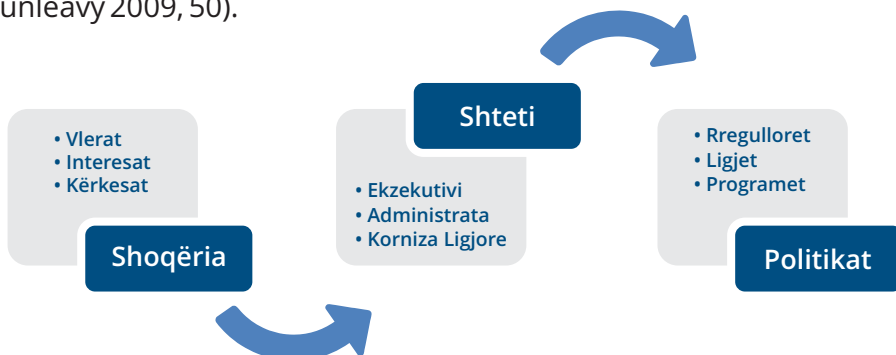 unleavy 2009, 50).
• Vlerat
• Interesat
• Kërkesat
Shoqëria
Shteti
• Ekzekutivi
• Administrata
• Korniza Ligjore
• Rregulloret
• Ligjet
• Programet
Politikat